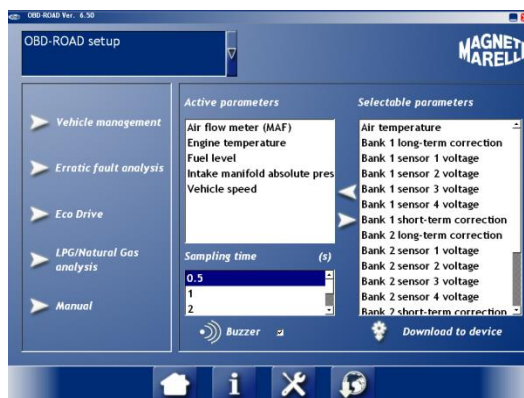 OBD-ROAD Ver. 6.50
OBD-ROAD setup
MAGNETI
MARELLI
Vehicle management
Erratic fault analysis
Eco Drive
LPG/Natural Gas
analysis
Manual
Active parameters
Air flow meter (MAF)
Engine temperature
Fuel level
Intake manifold absolute pres
Vehicle speed
Sampling time (s)
0.5
1
2
Buzzer
Selectable parameters
Air temperature
Bank 1 long-term correction
Bank 1 sensor 1 voltage
Bank 1 sensor 2 voltage
Bank 1 sensor 3 voltage
Bank 1 sensor 4 voltage
Bank 1 short-term correction
Bank 2 long-term correction
Bank 2 sensor 1 voltage
Bank 2 sensor 2 voltage
Bank 2 sensor 3 voltage
Bank 2 sensor 4 voltage
Bank 2 short-term correction
Download to device
i